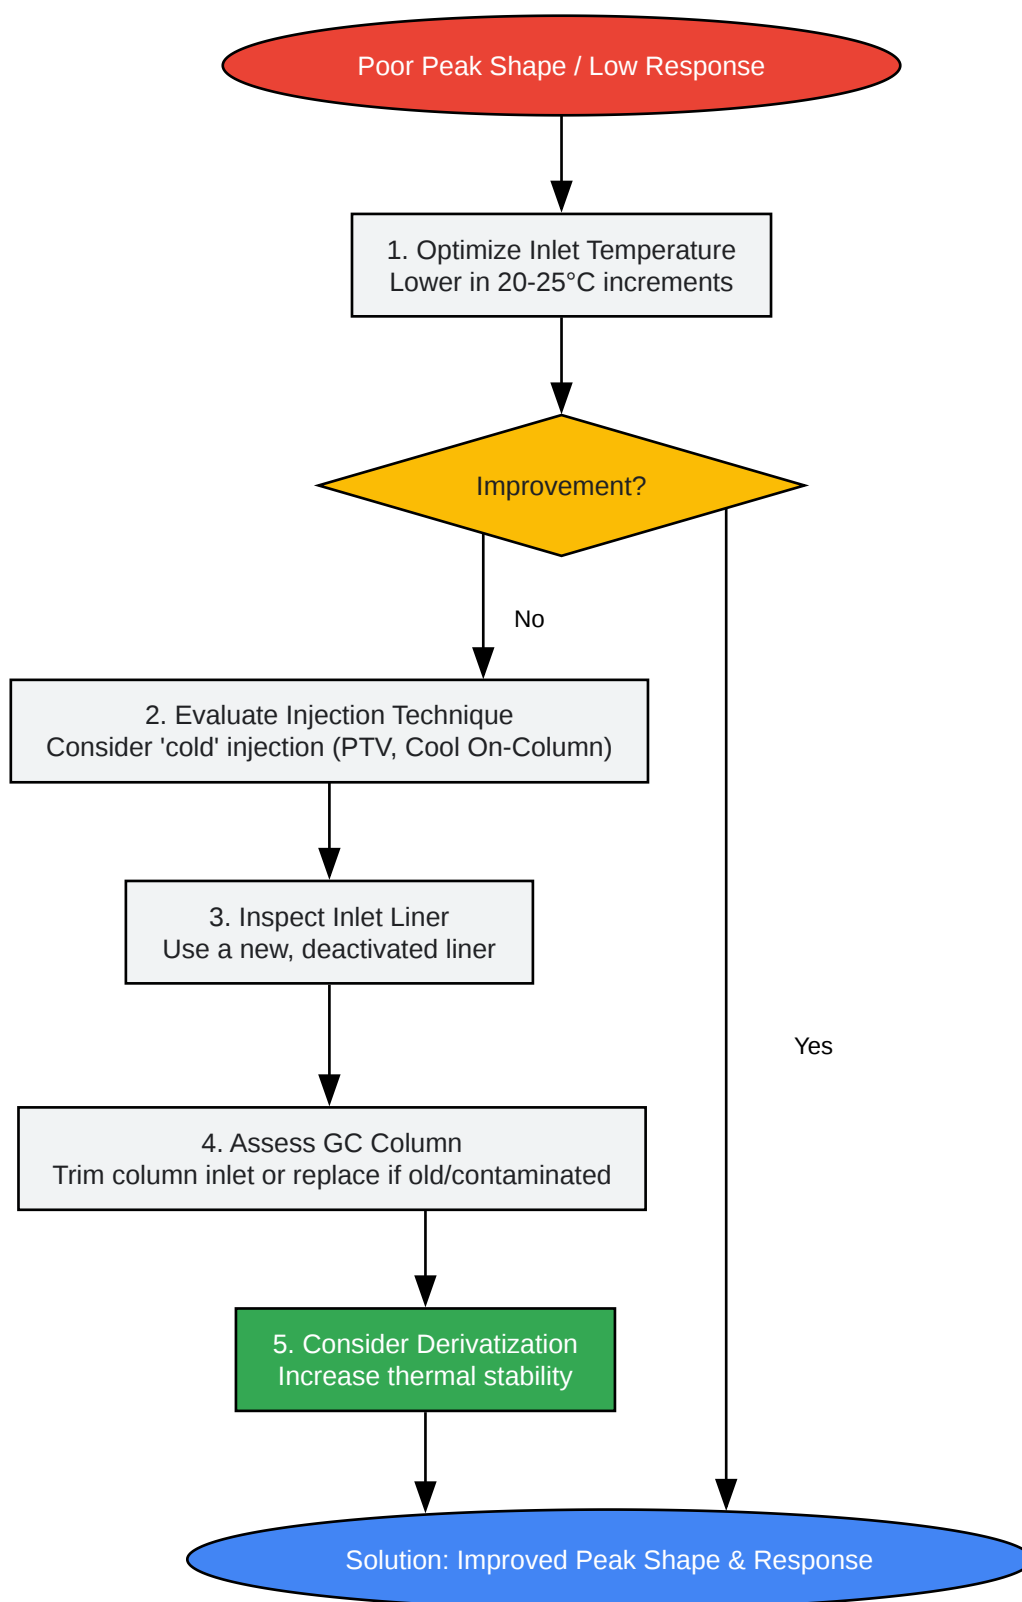 Poor Peak Shape / Low Response
1. Optimize Inlet Temperature
Lower in 20-25°C increments
Improvement?
No
2. Evaluate Injection Technique
Consider 'cold' injection (PTV, Cool On-Column)
3. Inspect Inlet Liner
Use a new, deactivated liner
Yes
4. Assess GC Column
Trim column inlet or replace if old/contaminated
5. Consider Derivatization
Increase thermal stability
Solution: Improved Peak Shape & Response